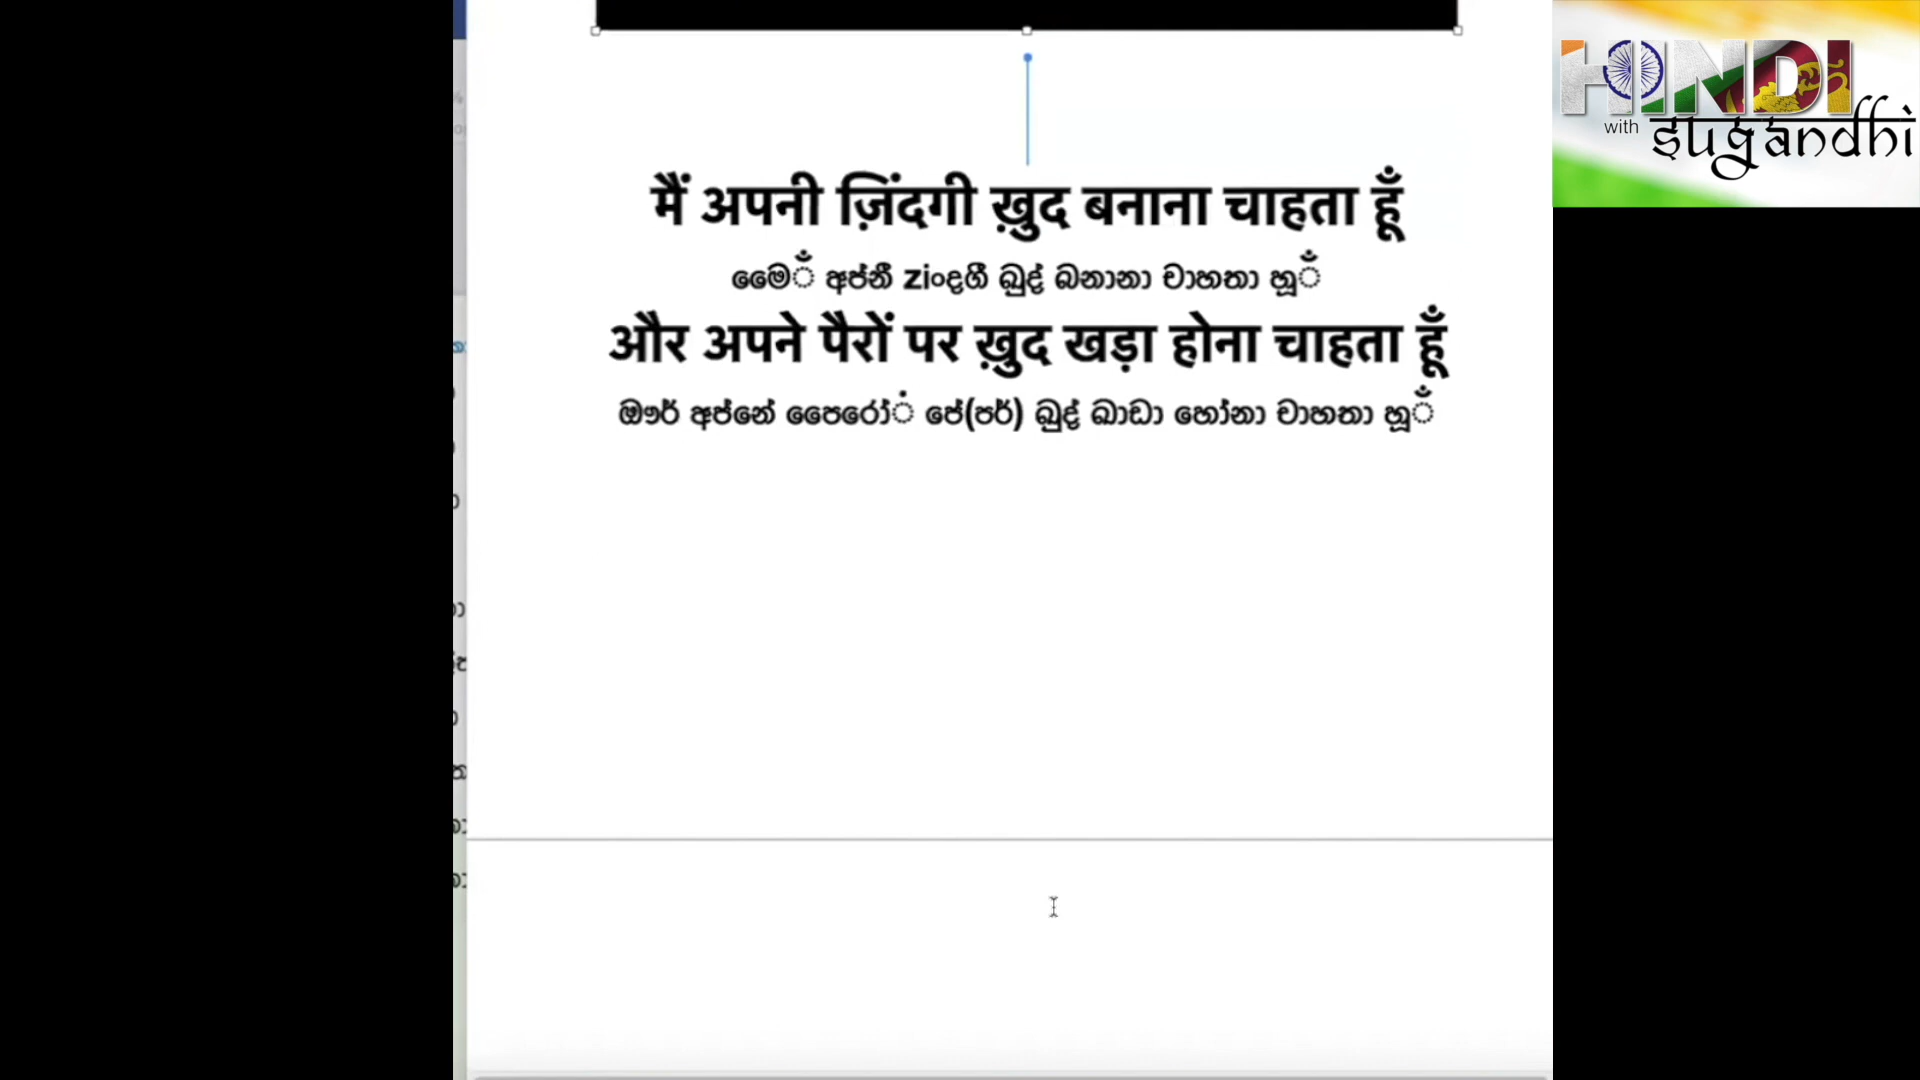 HINDI
with
sugandhi
मैं अपनी ज़िंदगी ख़ुद बनाना चाहता हूँ
මෛँ අප්නී ziංදගී ඛුද් බනානා චාහතා හූँ
और अपने पैरों पर ख़ुद खड़ा होना चाहता हूँ
ඖර් අප්නේ පෛරෝं පේ(පර්) ඛුද් ඛාඩා හෝනා චාහතා හූँ